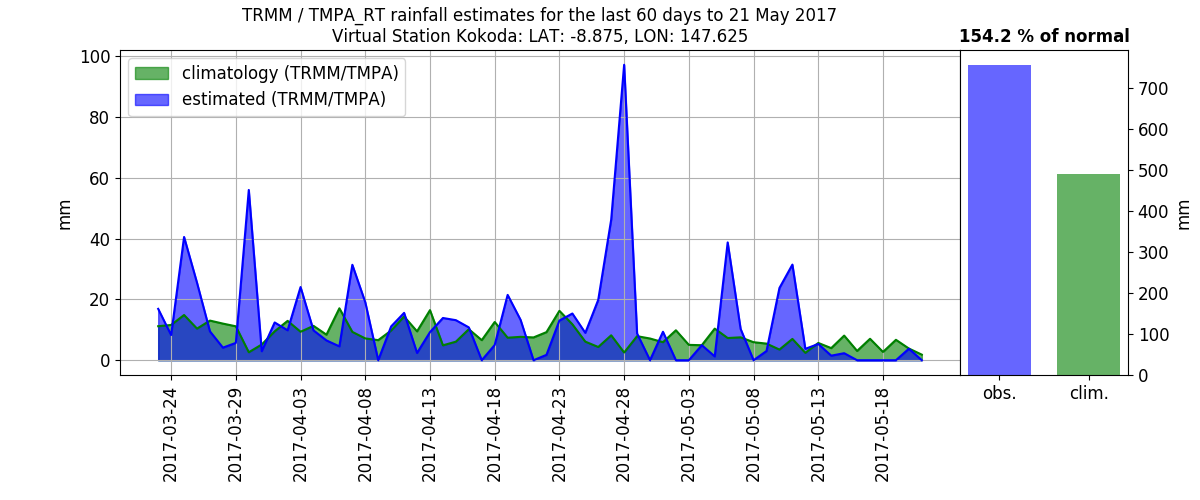 TRMM / TMPA_RT rainfall estimates for the last 60 days to 21 May 2017
Virtual Station Kokoda: LAT: -8.875, LON: 147.625
154.2 % of normal
climatology (TRMM/TMPA)
estimated (TRMM/TMPA)
100
80
60
40
20
0
mm
2017-03-24
2017-03-29
2017-04-03
2017-04-08
2017-04-13
2017-04-18
2017-04-23
2017-04-28
2017-05-03
2017-05-08
2017-05-13
2017-05-18
700
600
500
400
300
200
100
0
mm
obs.
clim.